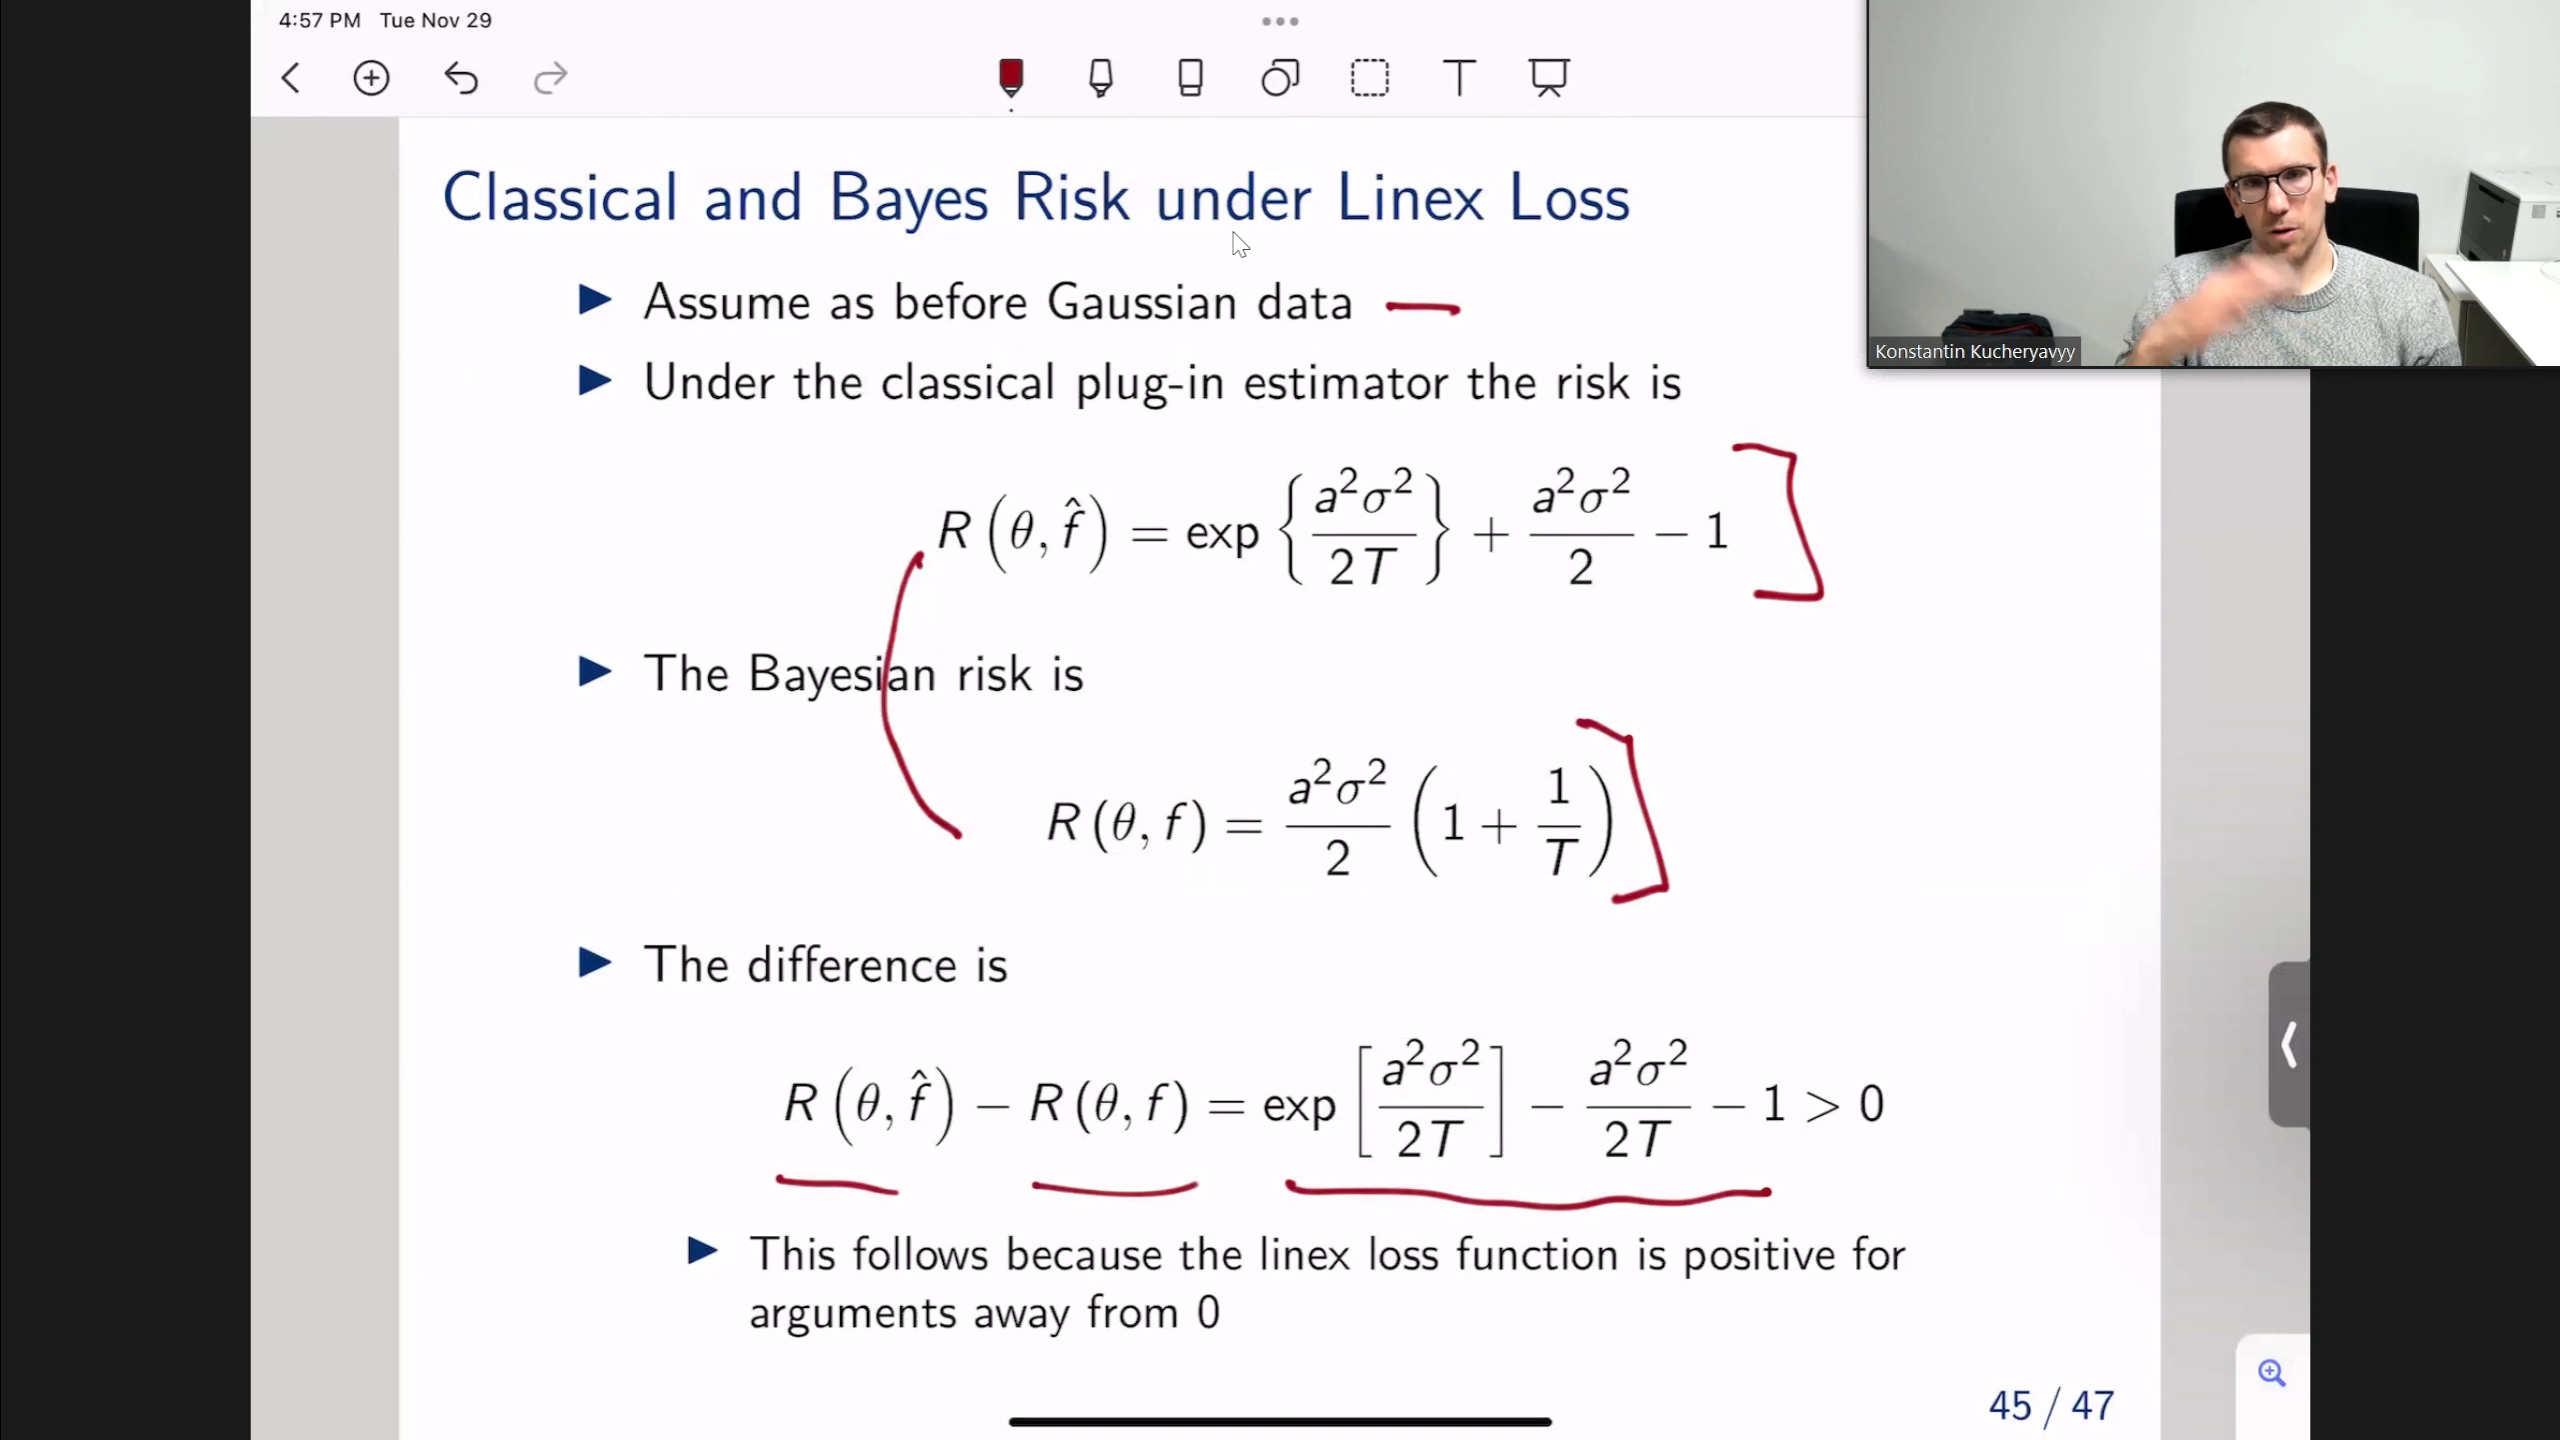 4:57 PM Tue Nov 29
Classical and Bayes Risk under Linex Loss
Konstantin Kucheryavyy
▶ Assume as before Gaussian data
▶ Under the classical plug-in estimator the risk is
R(θ, f̂) = exp{a²σ²/2T} + a²σ²/2 − 1
▶ The Bayesian risk is
R(θ, f) = a²σ²/2 (1 + 1/T)
▶ The difference is
R(θ, f̂) − R(θ, f) = exp[a²σ²/2T] − a²σ²/2T − 1 > 0
▶ This follows because the linex loss function is positive for
arguments away from 0
45 / 47